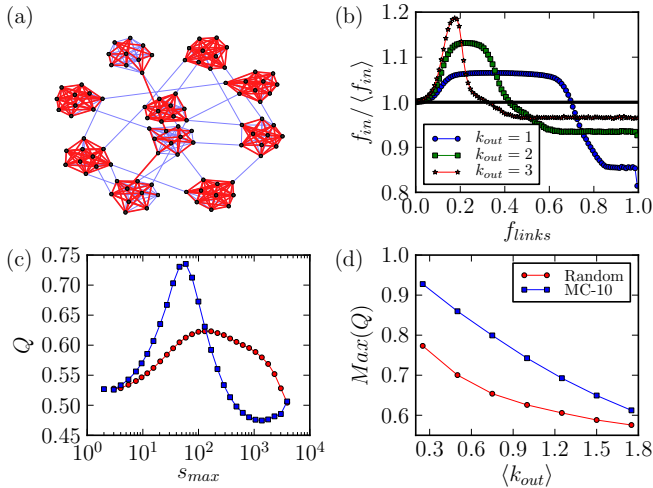 (a)
(b)
1.2
1.1
1.0
0.9
0.8
f_in/⟨f_in⟩
k_out = 1
k_out = 2
k_out = 3
0.0 0.2 0.4 0.6 0.8 1.0
f_links
(c)
0.75
0.70
0.65
0.60
0.55
0.50
0.45
Q
10^0 10^1 10^2 10^3 10^4
s_max
(d)
1.0
0.9
0.8
0.7
0.6
Max(Q)
Random
MC-10
0.3 0.6 0.9 1.2 1.5 1.8
⟨k_out⟩